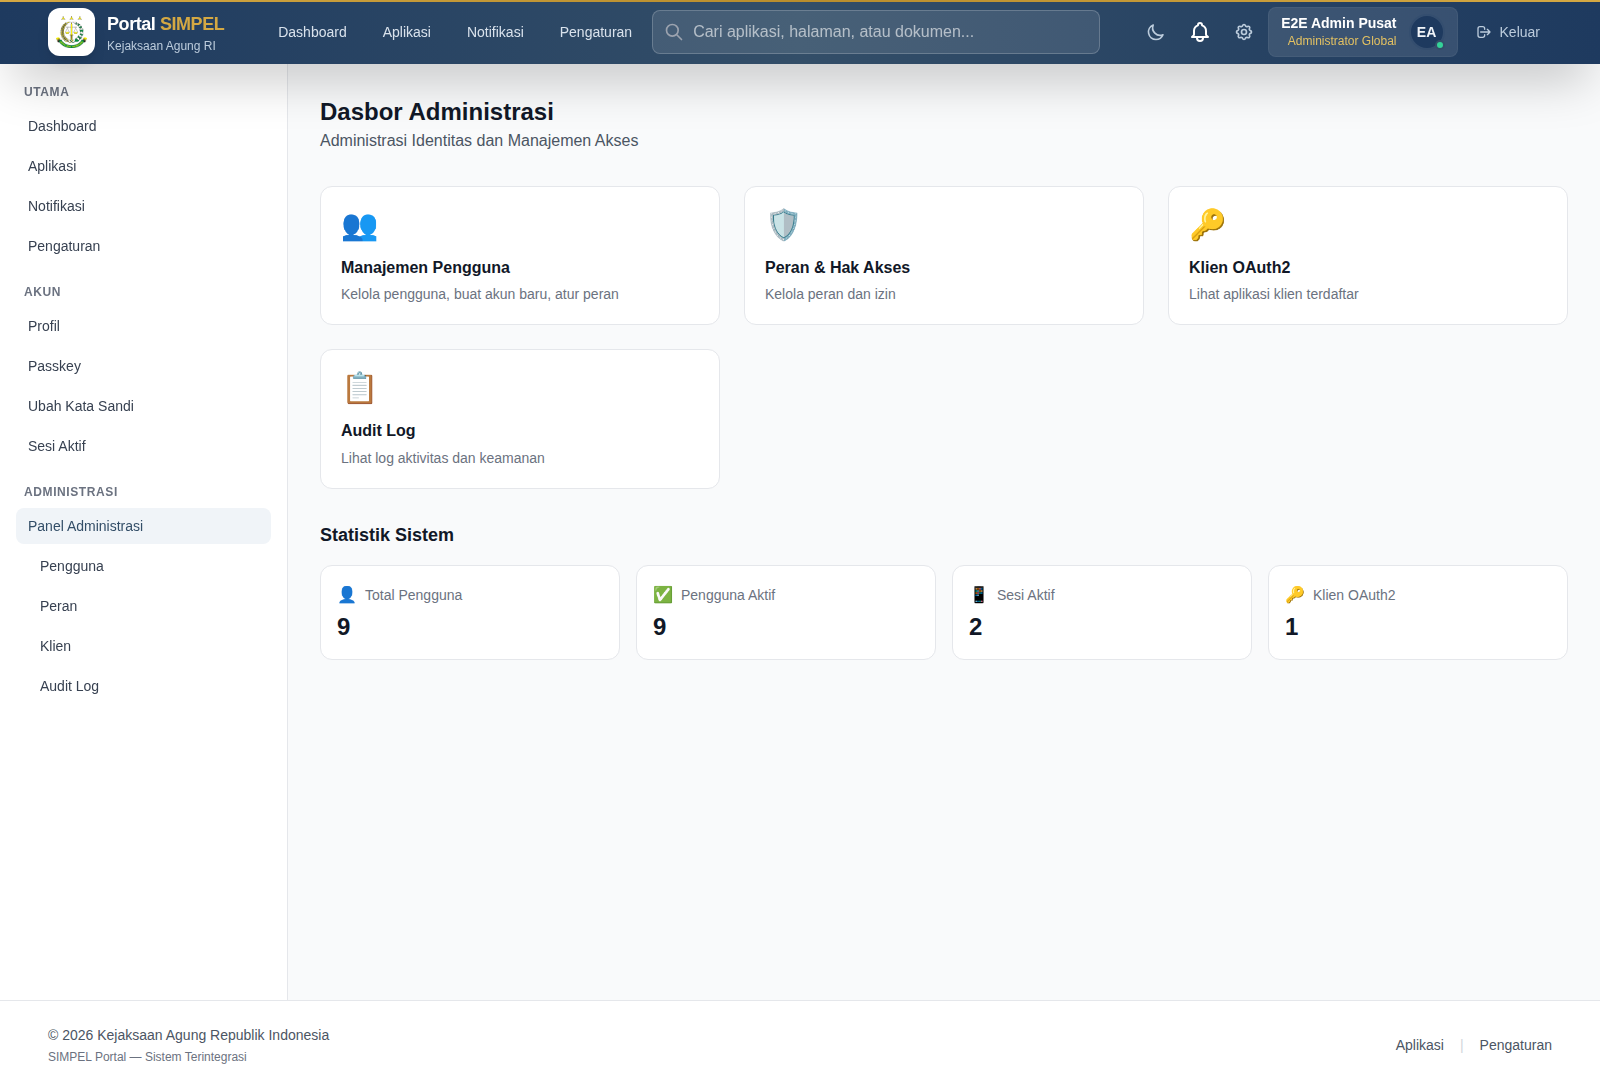 Portal SIMPEL
Kejaksaan Agung RI
Dashboard
Aplikasi
Notifikasi
Pengaturan
Cari aplikasi, halaman, atau dokumen...
E2E Admin Pusat
Administrator Global
EA
Keluar
UTAMA
Dashboard
Aplikasi
Notifikasi
Pengaturan
AKUN
Profil
Passkey
Ubah Kata Sandi
Sesi Aktif
ADMINISTRASI
Panel Administrasi
Pengguna
Peran
Klien
Audit Log
Dasbor Administrasi
Administrasi Identitas dan Manajemen Akses
Manajemen Pengguna
Kelola pengguna, buat akun baru, atur peran
Peran & Hak Akses
Kelola peran dan izin
Klien OAuth2
Lihat aplikasi klien terdaftar
Audit Log
Lihat log aktivitas dan keamanan
Statistik Sistem
Total Pengguna
9
Pengguna Aktif
9
Sesi Aktif
2
Klien OAuth2
1
© 2026 Kejaksaan Agung Republik Indonesia
SIMPEL Portal — Sistem Terintegrasi
Aplikasi | Pengaturan